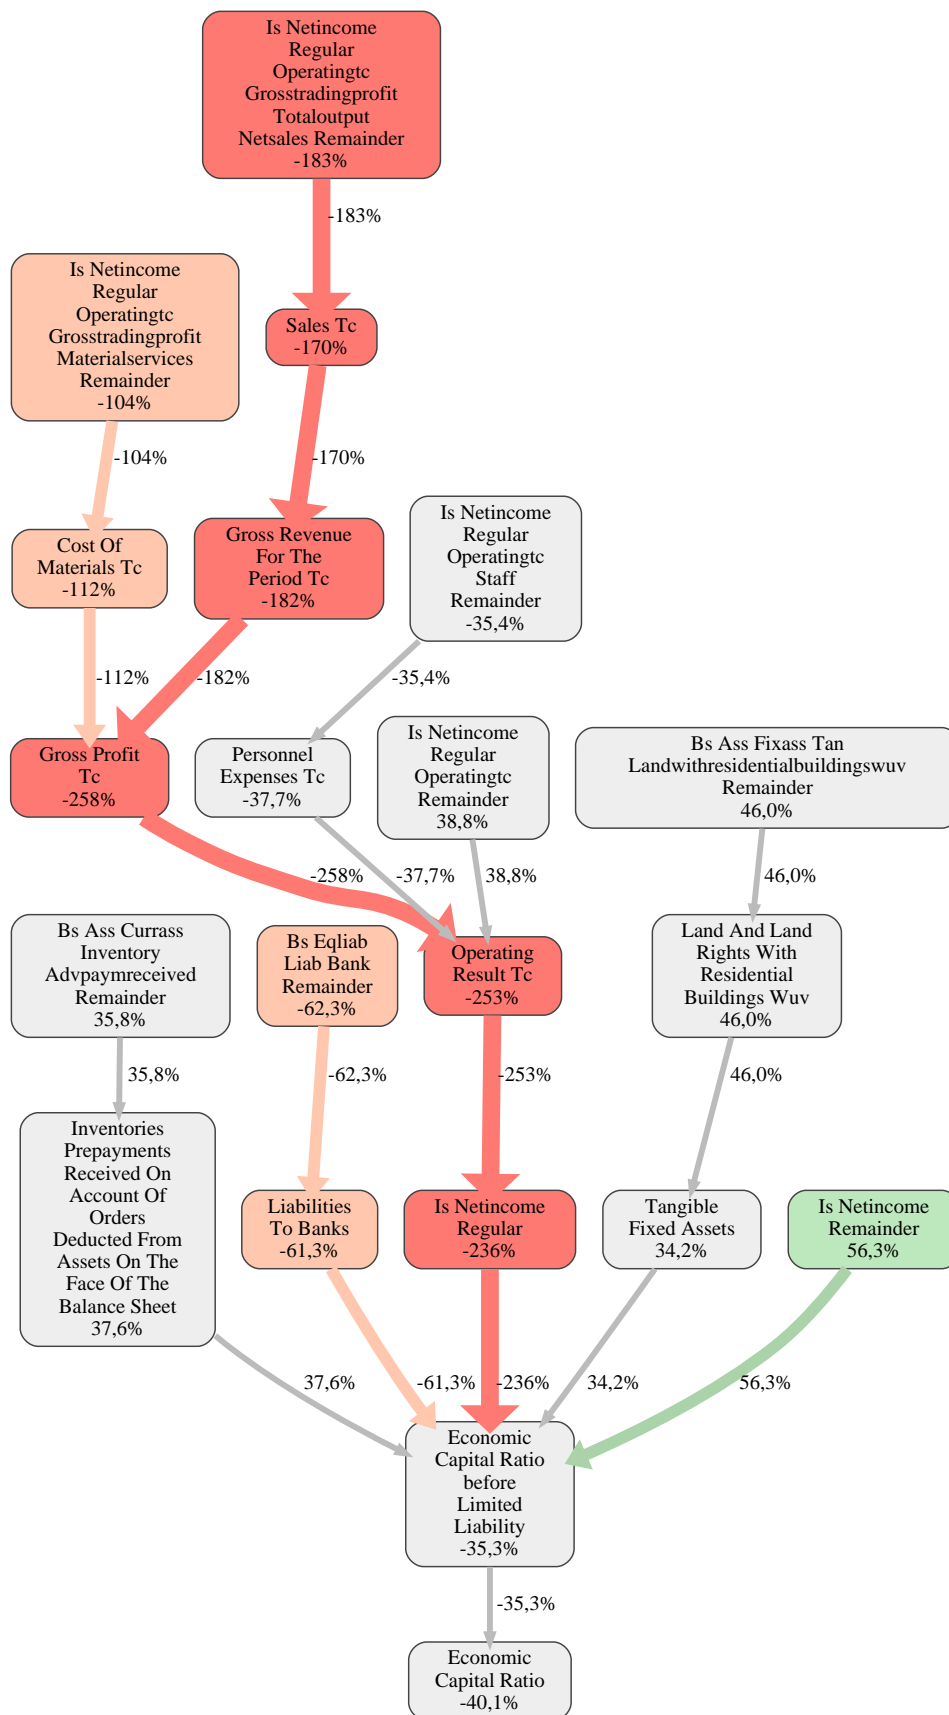 Is Netincome
Regular
Operatingtc
Grosstradingprofit
Totaloutput
Netsales Remainder
-183%
-183%
Is Netincome
Regular
Operatingtc
Grosstradingprofit
Materialservices
Remainder
-104%
Sales Tc
-170%
-104%
-170%
Is Netincome
Regular
Operatingtc
Staff
Remainder
-35,4%
Cost Of
Materials Tc
-112%
Gross Revenue
For The
Period Tc
-182%
-112%
-182%
-35,4%
Gross Profit
Tc
-258%
Personnel
Expenses Tc
-37,7%
Is Netincome
Regular
Operatingtc
Remainder
38,8%
Bs Ass Fixass Tan
Landwithresidentialbuildingswuv
Remainder
46,0%
-258%
-37,7%
38,8%
46,0%
Bs Ass Currass
Inventory
Advpaymreceived
Remainder
35,8%
Bs Eqliab
Liab Bank
Remainder
-62,3%
Operating
Result Tc
-253%
Land And Land
Rights With
Residential
Buildings Wuv
46,0%
35,8%
-62,3%
-253%
46,0%
Inventories
Prepayments
Received On
Account Of
Orders
Deducted From
Assets On The
Face Of The
Balance Sheet
37,6%
Liabilities
To Banks
-61,3%
Is Netincome
Regular
-236%
Tangible
Fixed Assets
34,2%
Is Netincome
Remainder
56,3%
37,6%
-61,3%
-236%
34,2%
56,3%
Economic
Capital Ratio
before
Limited
Liability
-35,3%
-35,3%
Economic
Capital Ratio
-40,1%